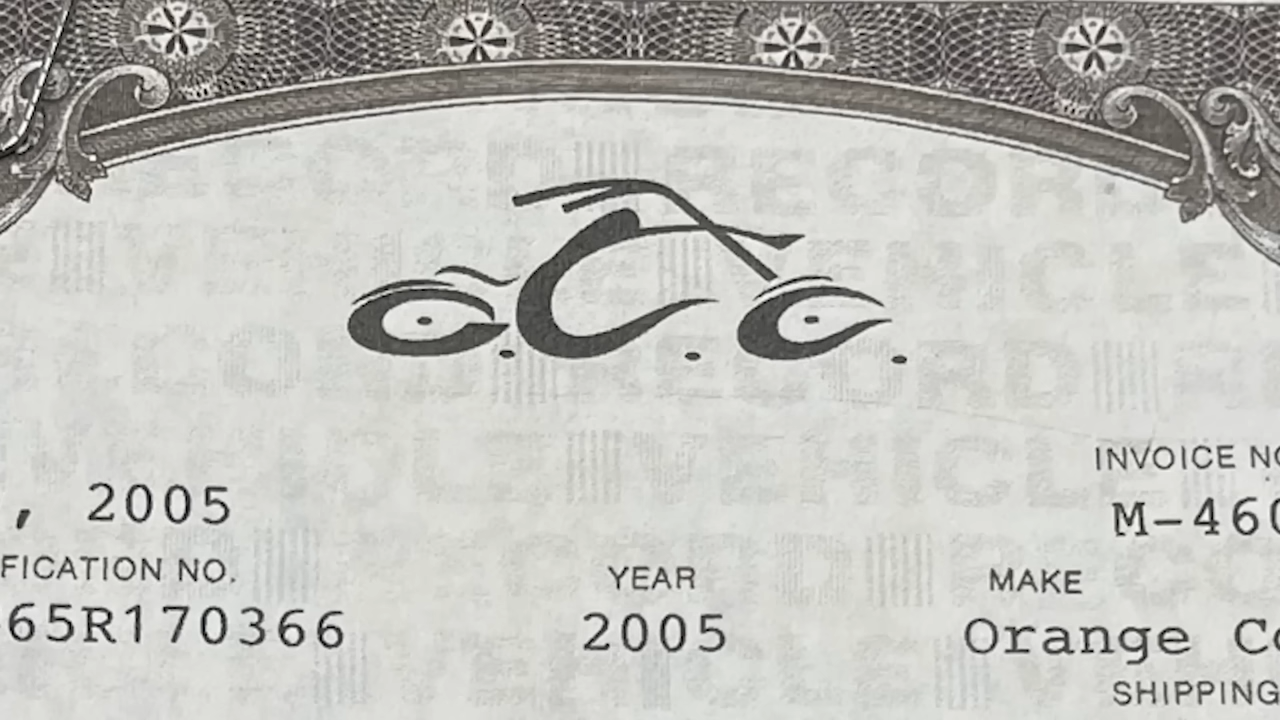 O.C.C.
INVOICE NO
, 2005
M-460
FICATION NO.
YEAR
MAKE
65R170366
2005
Orange Co
SHIPPING